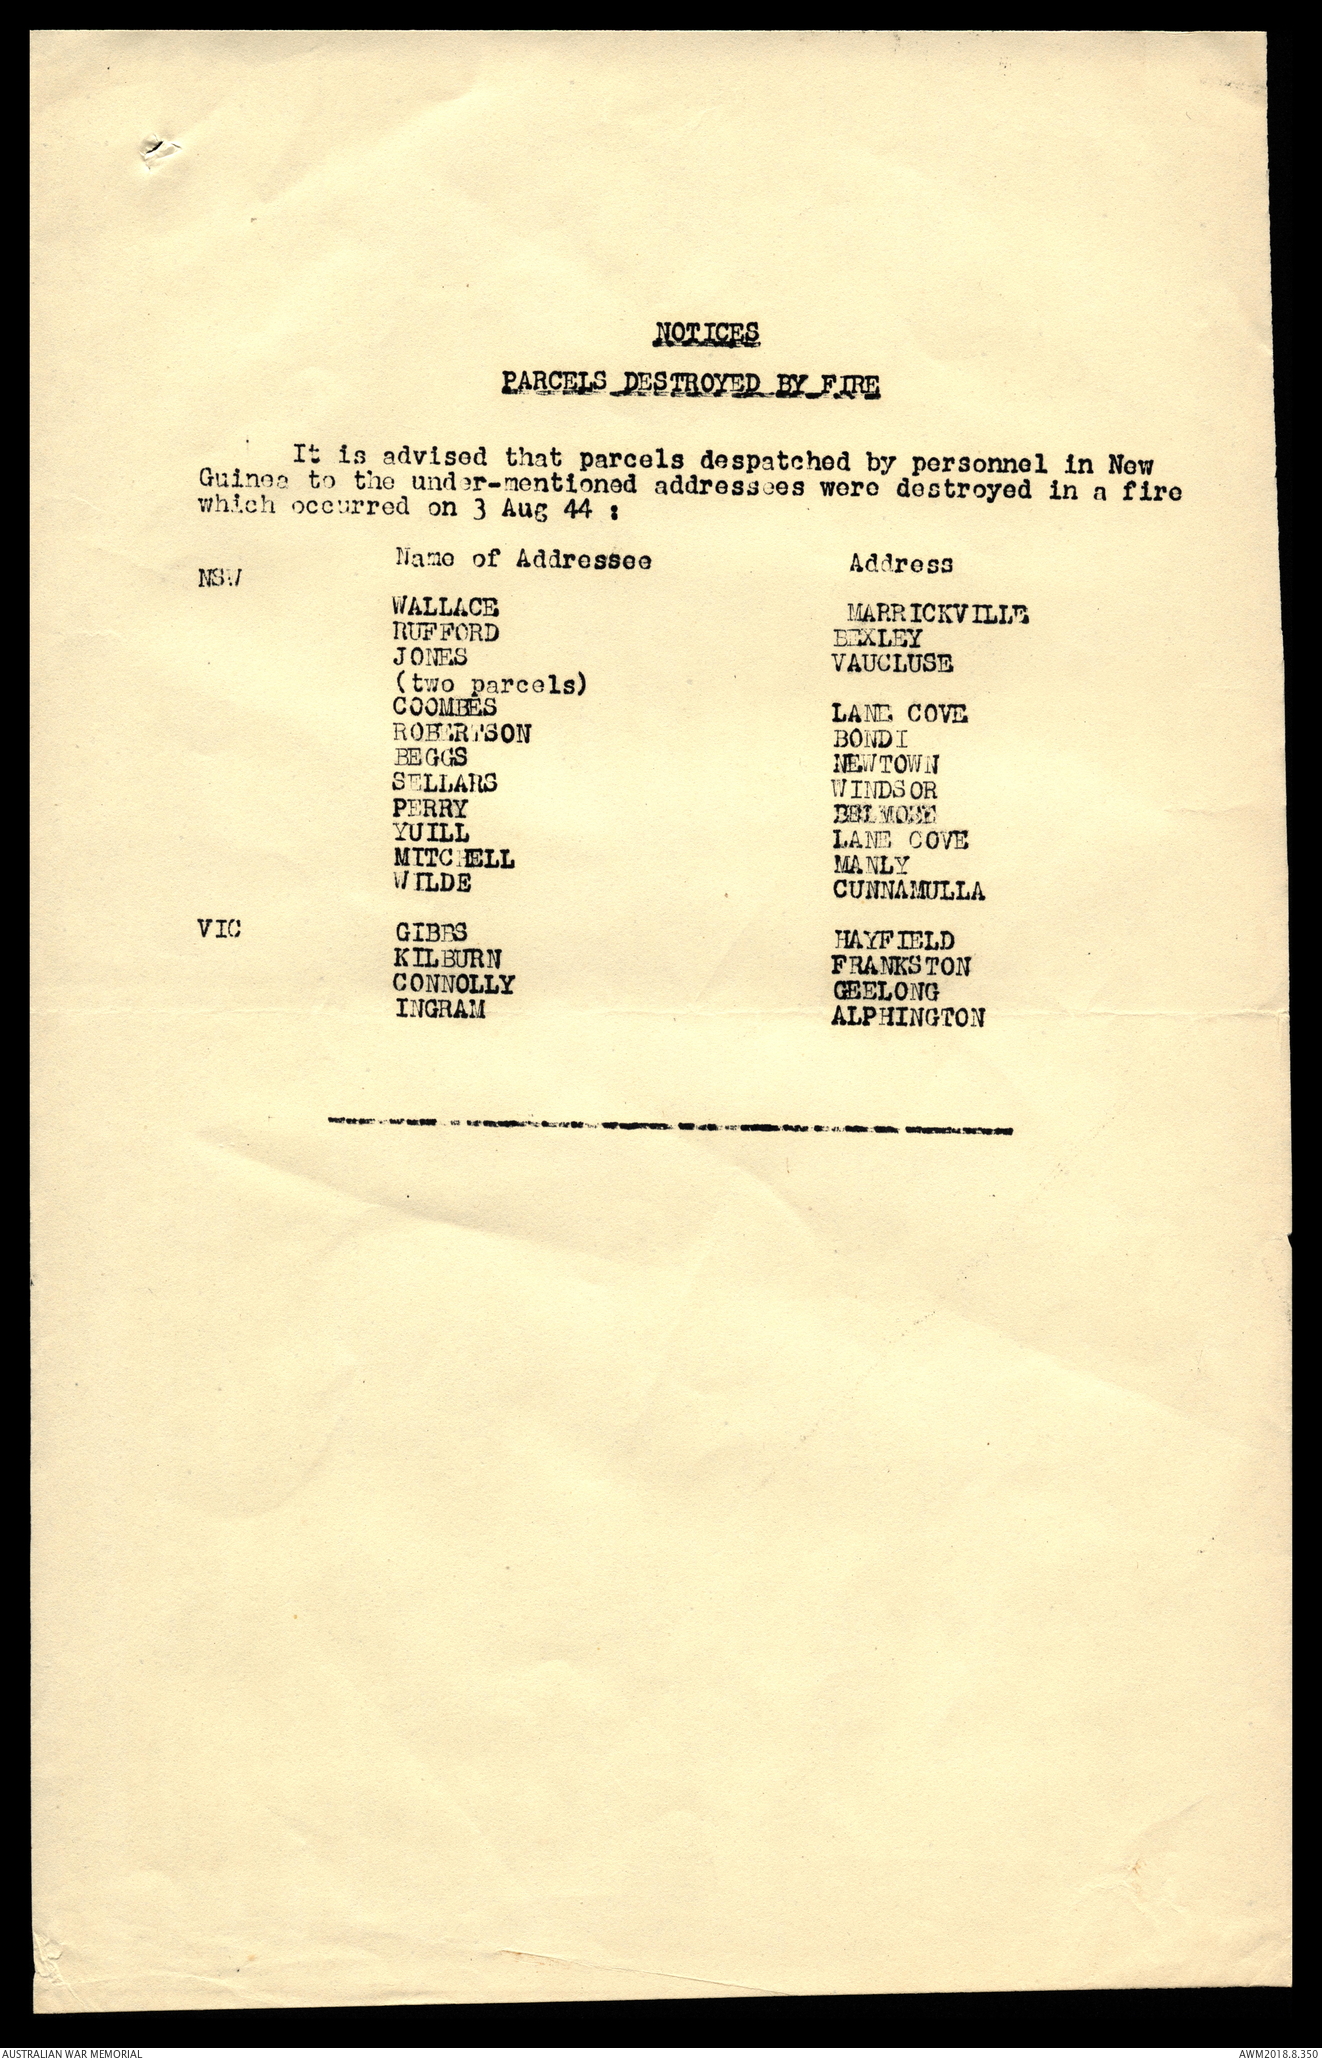 NOTICES
PARCELS DESTROYED BY FIRE
It is advised that parcels despatched by personnel in New
Guinea to the under-mentioned addressees were destroyed in a fire
which occurred on 3 Aug 44 :
Name of Addressee Address
NSW
WALLACE MARRICKVILLE
RUFFORD BEXLEY
JONES VAUCLUSE
(two parcels)
COOMBES LANE COVE
ROBERTSON BONDI
BEGGS NEWTOWN
SELLARS WINDSOR
PERRY BELMORE
YUILL LANE COVE
MITCHELL MANLY
WILDE CUNNAMULLA
VIC GIBBS HAYFIELD
KILBURN FRANKSTON
CONNOLLY GEELONG
INGRAM ALPHINGTON
AUSTRALIAN WAR MEMORIAL AWM2018.8.350